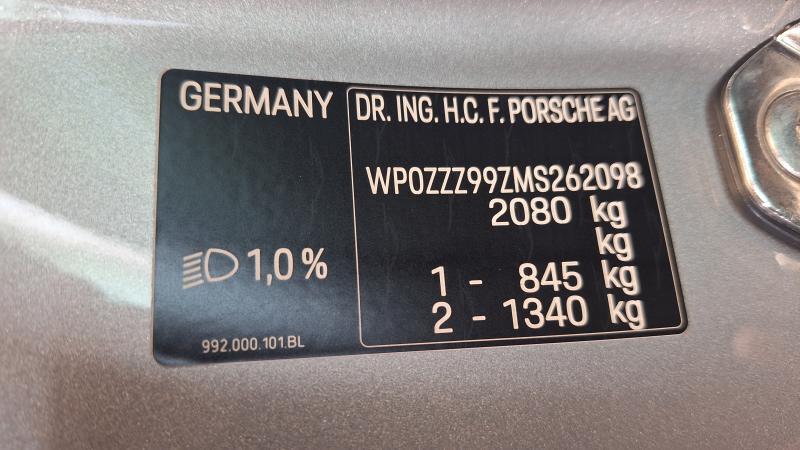 GERMANY
1,0 %
992.000.101.BL
DR. ING. H.C. F. PORSCHE AG
WP0ZZZ99ZMS262098
2080 kg
kg
1 - 845 kg
2 - 1340 kg